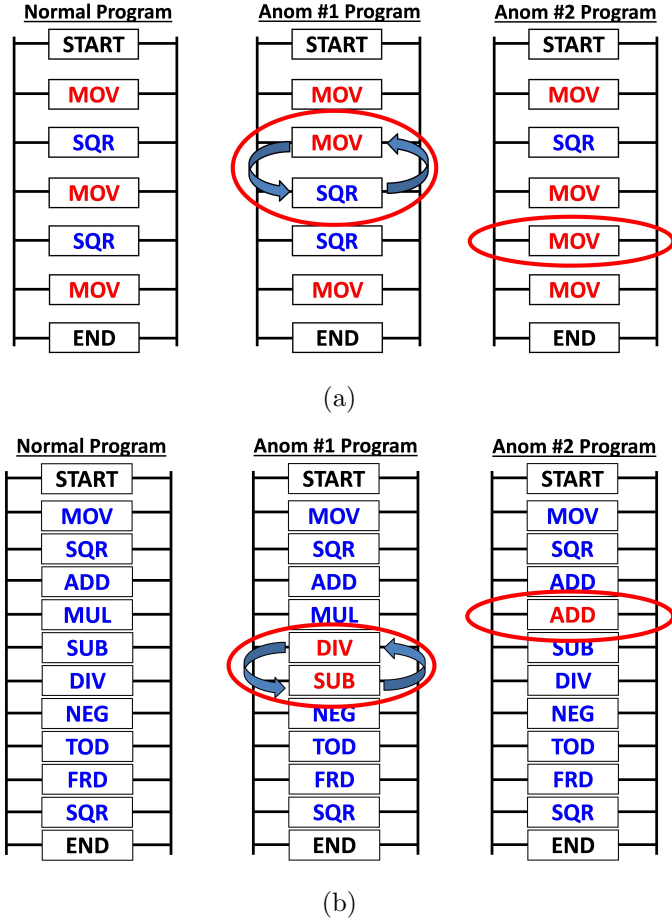 Normal Program
START
MOV
SQR
MOV
SQR
MOV
END
Anom #1 Program
START
MOV
MOV
SQR
SQR
MOV
END
Anom #2 Program
START
MOV
SQR
MOV
MOV
MOV
END
(a)
Normal Program
START
MOV
SQR
ADD
MUL
SUB
DIV
NEG
TOD
FRD
SQR
END
Anom #1 Program
START
MOV
SQR
ADD
MUL
DIV
SUB
NEG
TOD
FRD
SQR
END
Anom #2 Program
START
MOV
SQR
ADD
ADD
SUB
DIV
NEG
TOD
FRD
SQR
END
(b)